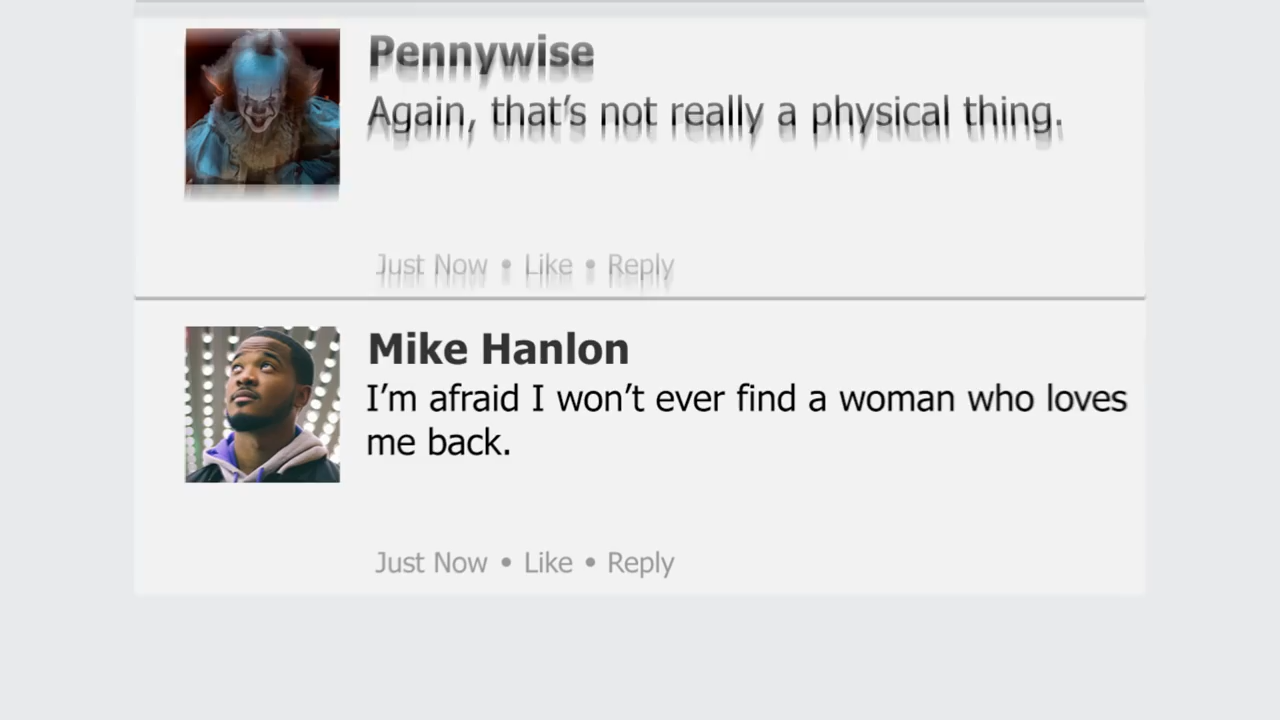 Pennywise
Again, that’s not really a physical thing.
Just Now • Like • Reply
Mike Hanlon
I’m afraid I won’t ever find a woman who loves
me back.
Just Now • Like • Reply